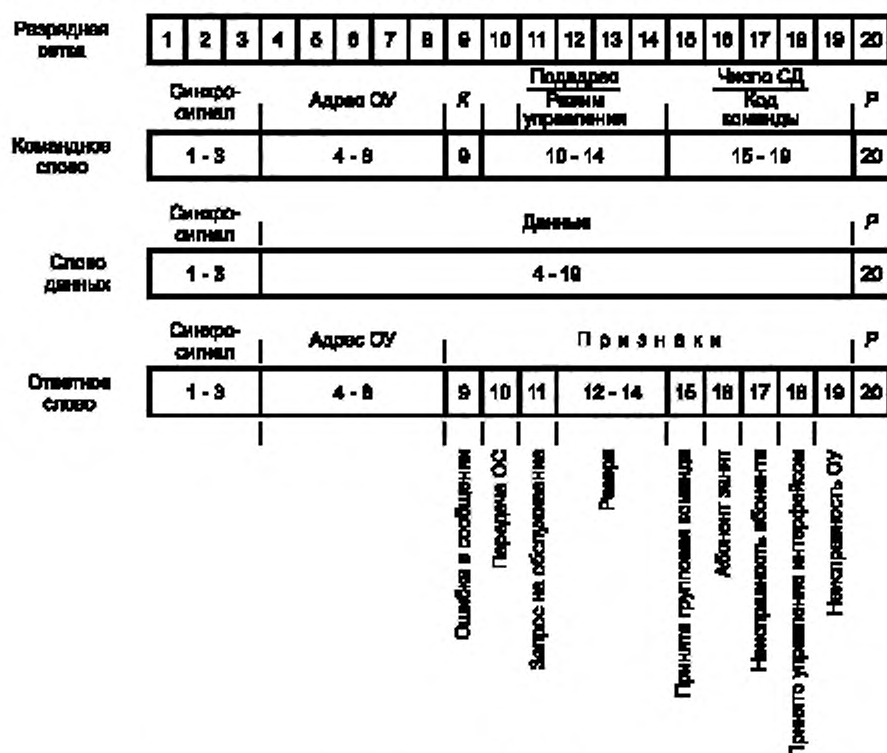 Разрядная сетка
1 2 3 4 5 6 7 8 9 10 11 12 13 14 15 16 17 18 19 20
Синхро-сигнал Адрес ОУ К Подадрес Режим управления Число СД Код команды Р
Командное слово
1 - 3 4 - 8 9 10 - 14 15 - 19 20
Синхро-сигнал Данные Р
Слово данных
1 - 3 4 - 19 20
Синхро-сигнал Адрес ОУ Признаки Р
Ответное слово
1 - 3 4 - 8 9 10 11 12 - 14 15 16 17 18 19 20
Ошибка в сообщении
Передача ОС
Запрос на обслуживание
Резерв
Принята групповая команда
Абонент занят
Неисправность абонента
Принято управление интерфейсом
Неисправность ОУ